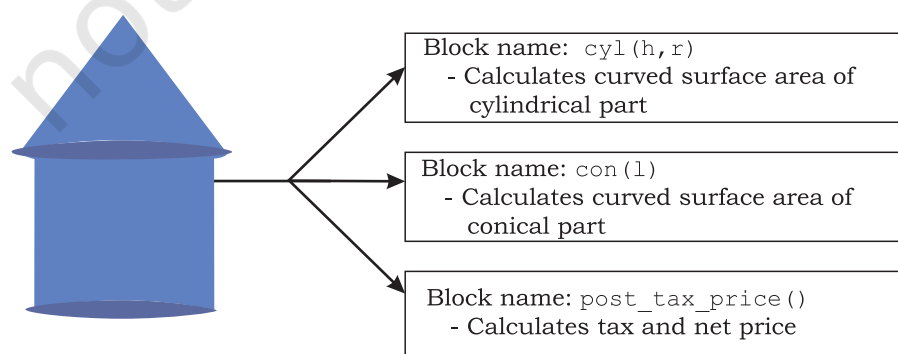 Block name: cyl(h,r)
- Calculates curved surface area of
cylindrical part
Block name: con(l)
- Calculates curved surface area of
conical part
Block name: post_tax_price()
- Calculates tax and net price